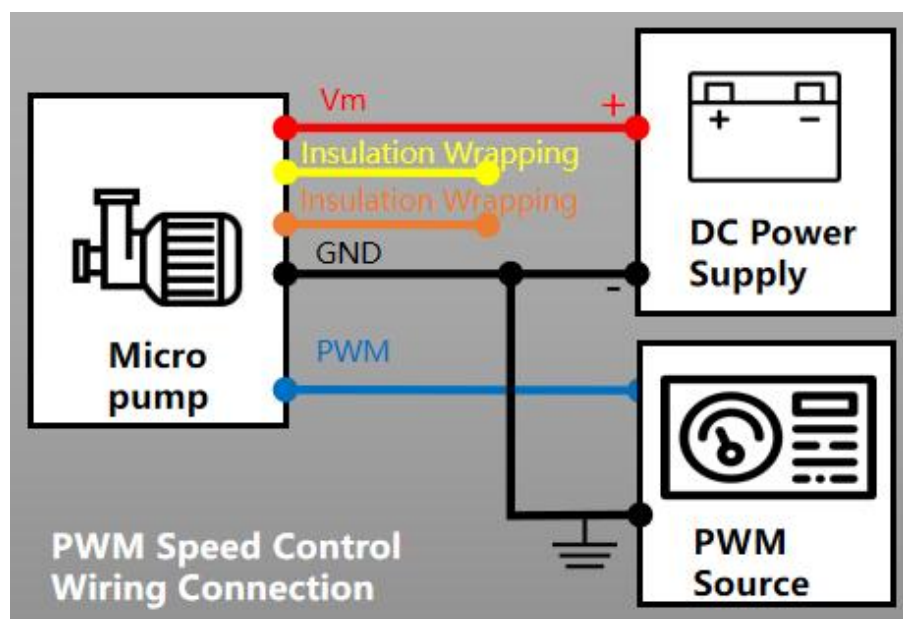 Vm
+
Insulation Wrapping
Insulation Wrapping
GND
-
PWM
Micro
pump
+ -
DC Power
Supply
PWM
Source
PWM Speed Control
Wiring Connection